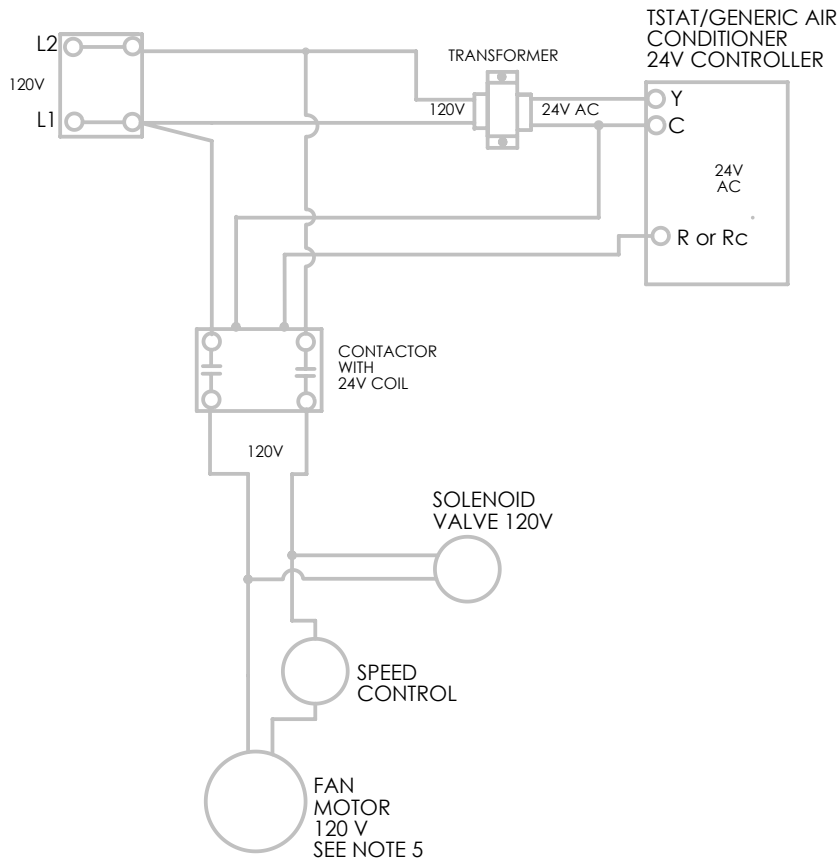 TSTAT/GENERIC AIR
CONDITIONER
24V CONTROLLER
L2
120V
L1
TRANSFORMER
120V
24V AC
Y
C
24V
AC
R or Rc
CONTACTOR
WITH
24V COIL
120V
SOLENOID
VALVE 120V
SPEED
CONTROL
FAN
MOTOR
120 V
SEE NOTE 5